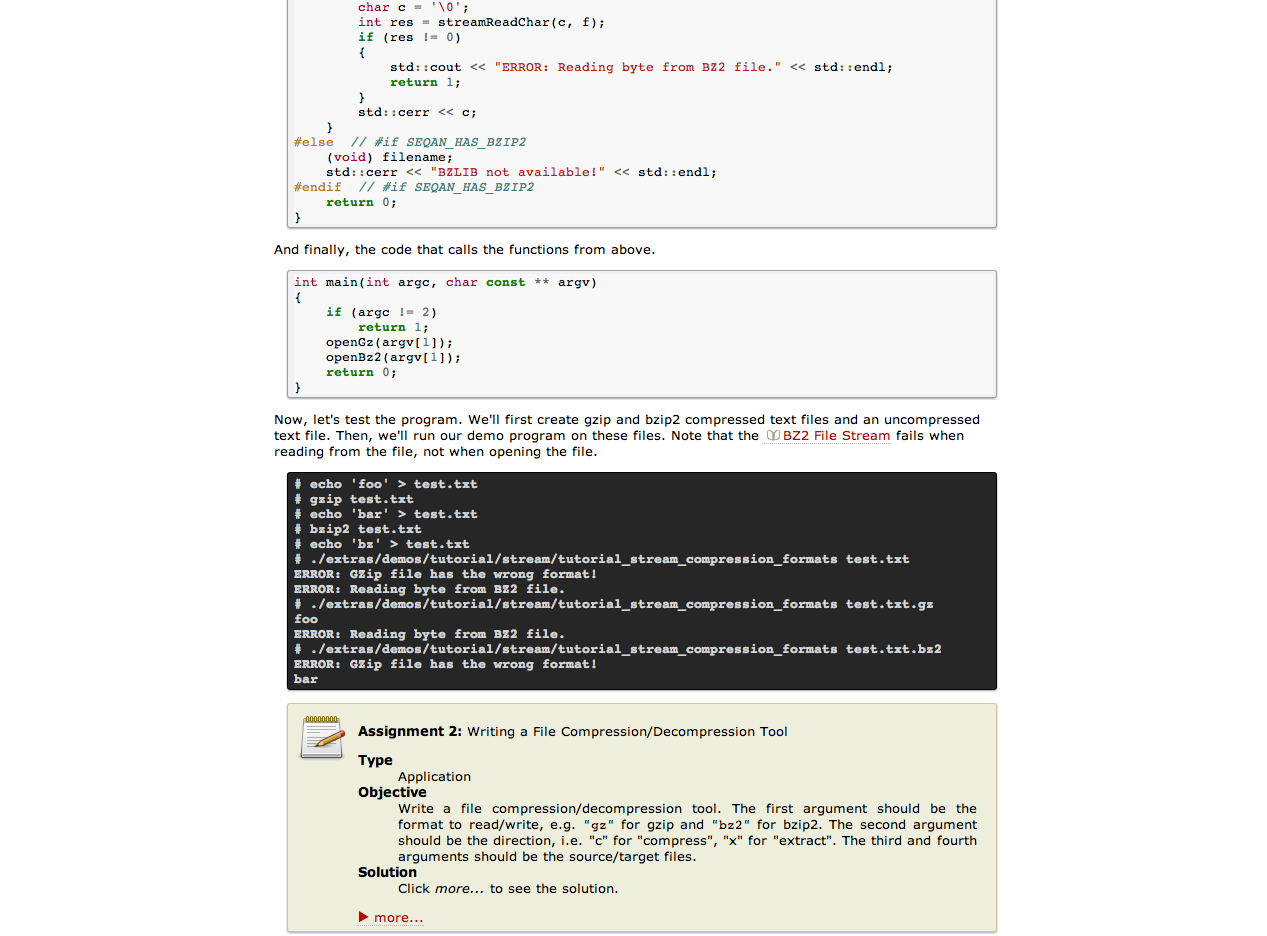 char c = '\0';
int res = streamReadChar(c, f);
if (res != 0)
{
std::cout << "ERROR: Reading byte from BZ2 file." << std::endl;
return 1;
}
std::cerr << c;
}
#else  // #if SEQAN_HAS_BZIP2
(void) filename;
std::cerr << "BZLIB not available!" << std::endl;
#endif  // #if SEQAN_HAS_BZIP2
return 0;
}
And finally, the code that calls the functions from above.
int main(int argc, char const ** argv)
{
if (argc != 2)
return 1;
openGz(argv[1]);
openBz2(argv[1]);
return 0;
}
Now, let's test the program. We'll first create gzip and bzip2 compressed text files and an uncompressed
text file. Then, we'll run our demo program on these files. Note that the BZ2 File Stream fails when
reading from the file, not when opening the file.
# echo 'foo' > test.txt
# gzip test.txt
# echo 'bar' > test.txt
# bzip2 test.txt
# echo 'bz' > test.txt
# ./extras/demos/tutorial/stream/tutorial_stream_compression_formats test.txt
ERROR: GZip file has the wrong format!
ERROR: Reading byte from BZ2 file.
# ./extras/demos/tutorial/stream/tutorial_stream_compression_formats test.txt.gz
foo
ERROR: Reading byte from BZ2 file.
# ./extras/demos/tutorial/stream/tutorial_stream_compression_formats test.txt.bz2
ERROR: GZip file has the wrong format!
bar
Assignment 2: Writing a File Compression/Decompression Tool
Type
Application
Objective
Write a file compression/decompression tool. The first argument should be the
format to read/write, e.g. "gz" for gzip and "bz2" for bzip2. The second argument
should be the direction, i.e. "c" for "compress", "x" for "extract". The third and fourth
arguments should be the source/target files.
Solution
Click more... to see the solution.
more...